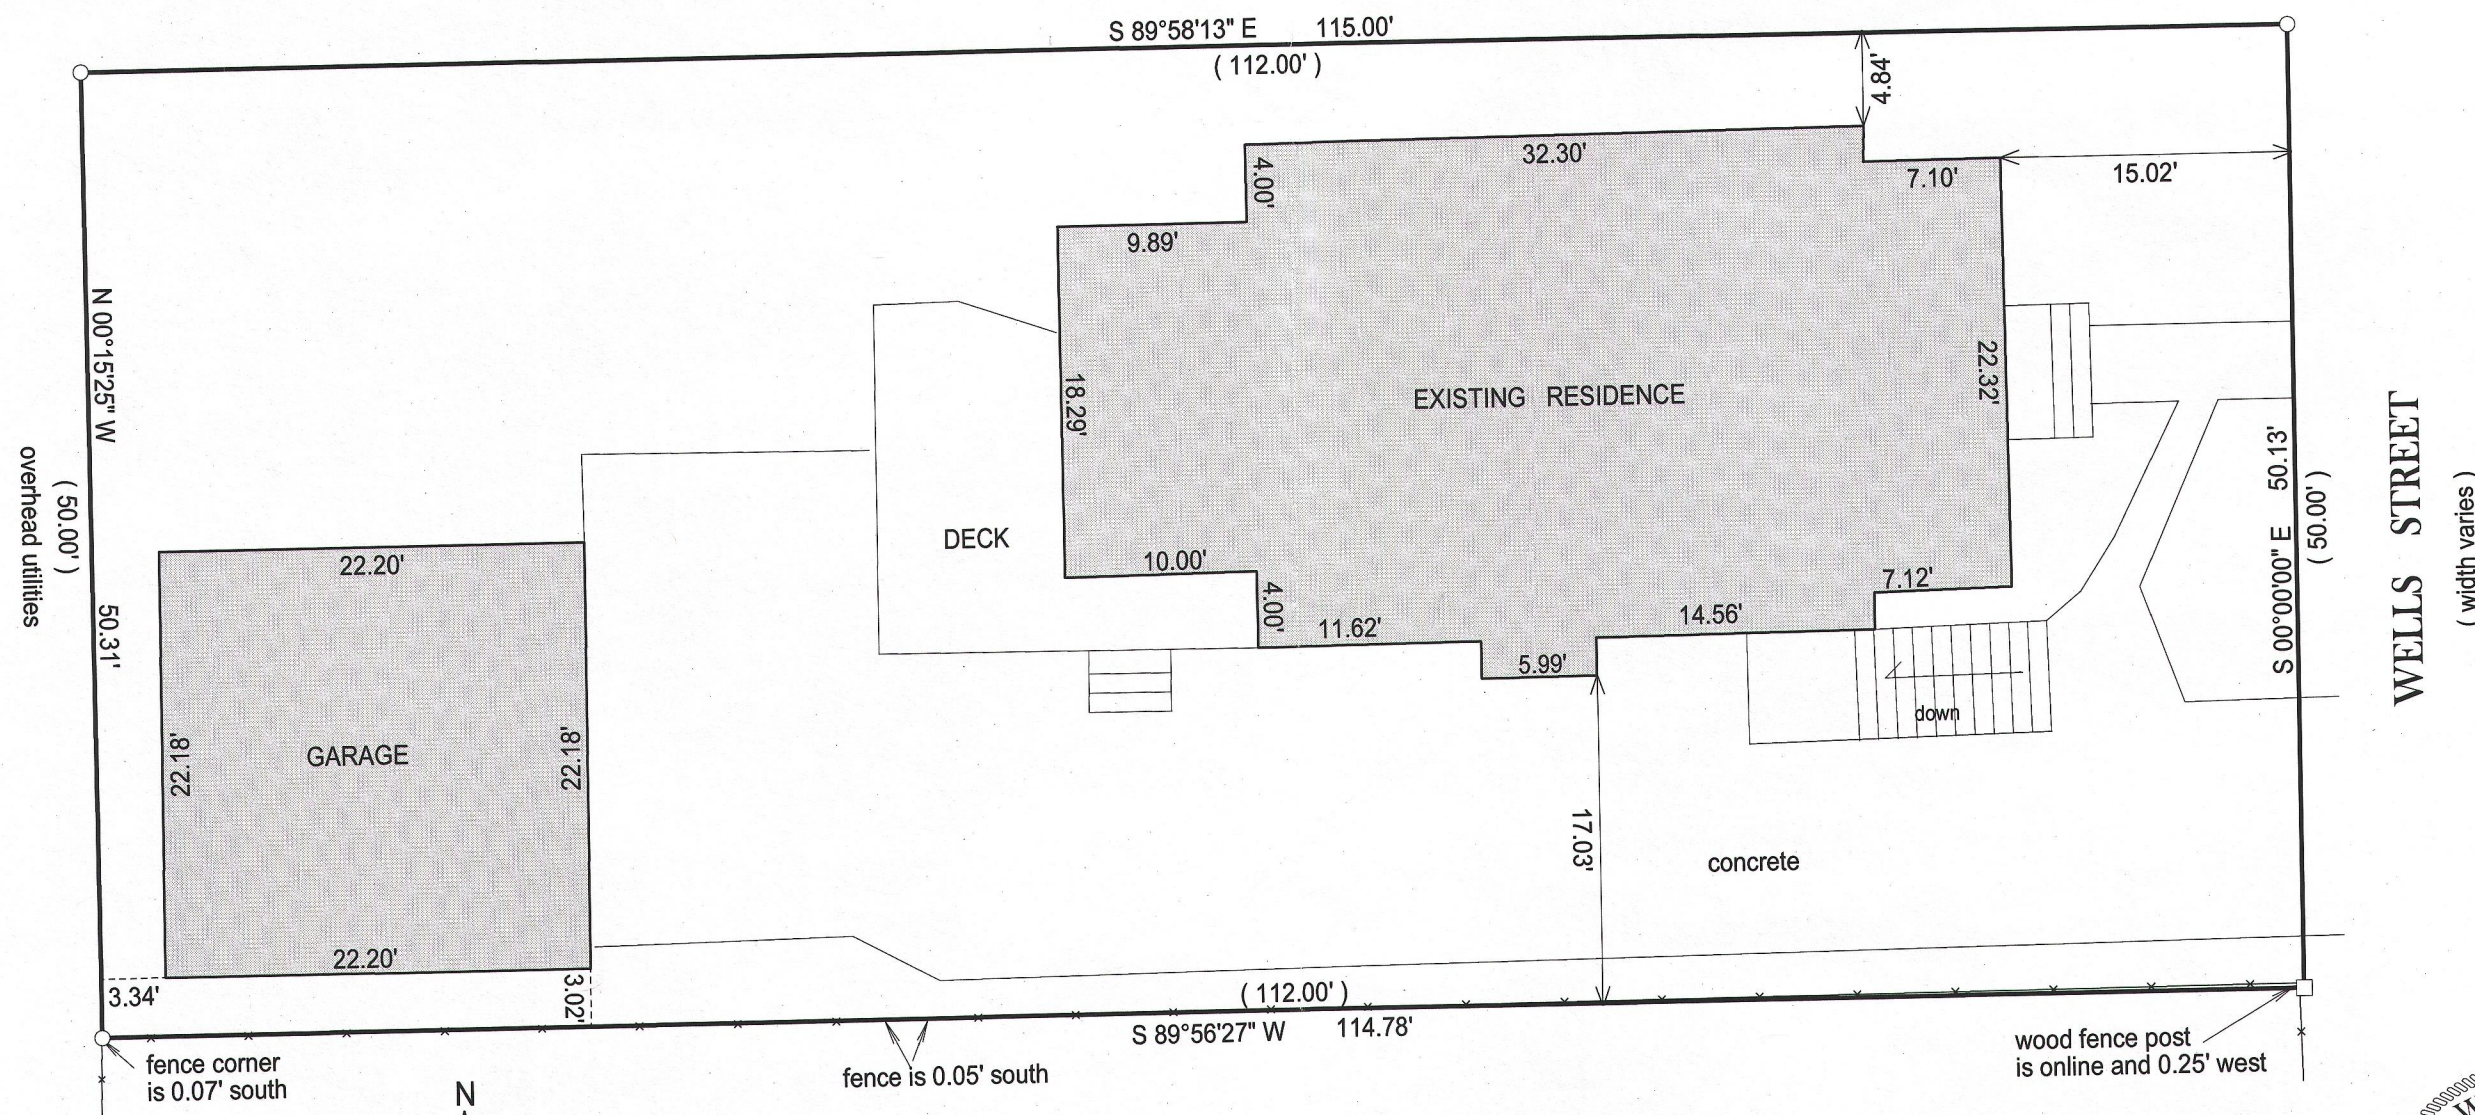 S 89°58'13" E 115.00'
( 112.00' )
4.84'
32.30'
4.00'
7.10'
15.02'
9.89'
N 00°15'25" W 50.31'
( 50.00' )
overhead utilities
18.29'
EXISTING RESIDENCE
22.32'
S 00°00'00" E 50.13'
( 50.00' )
WELLS STREET
( width varies )
DECK
22.20'
10.00'
4.00'
7.12'
11.62'
14.56'
5.99'
down
22.18'
GARAGE
22.18'
17.03'
concrete
22.20'
3.34'
3.02'
( 112.00' )
S 89°56'27" W 114.78'
fence corner
is 0.07' south
fence is 0.05' south
wood fence post
is online and 0.25' west
N